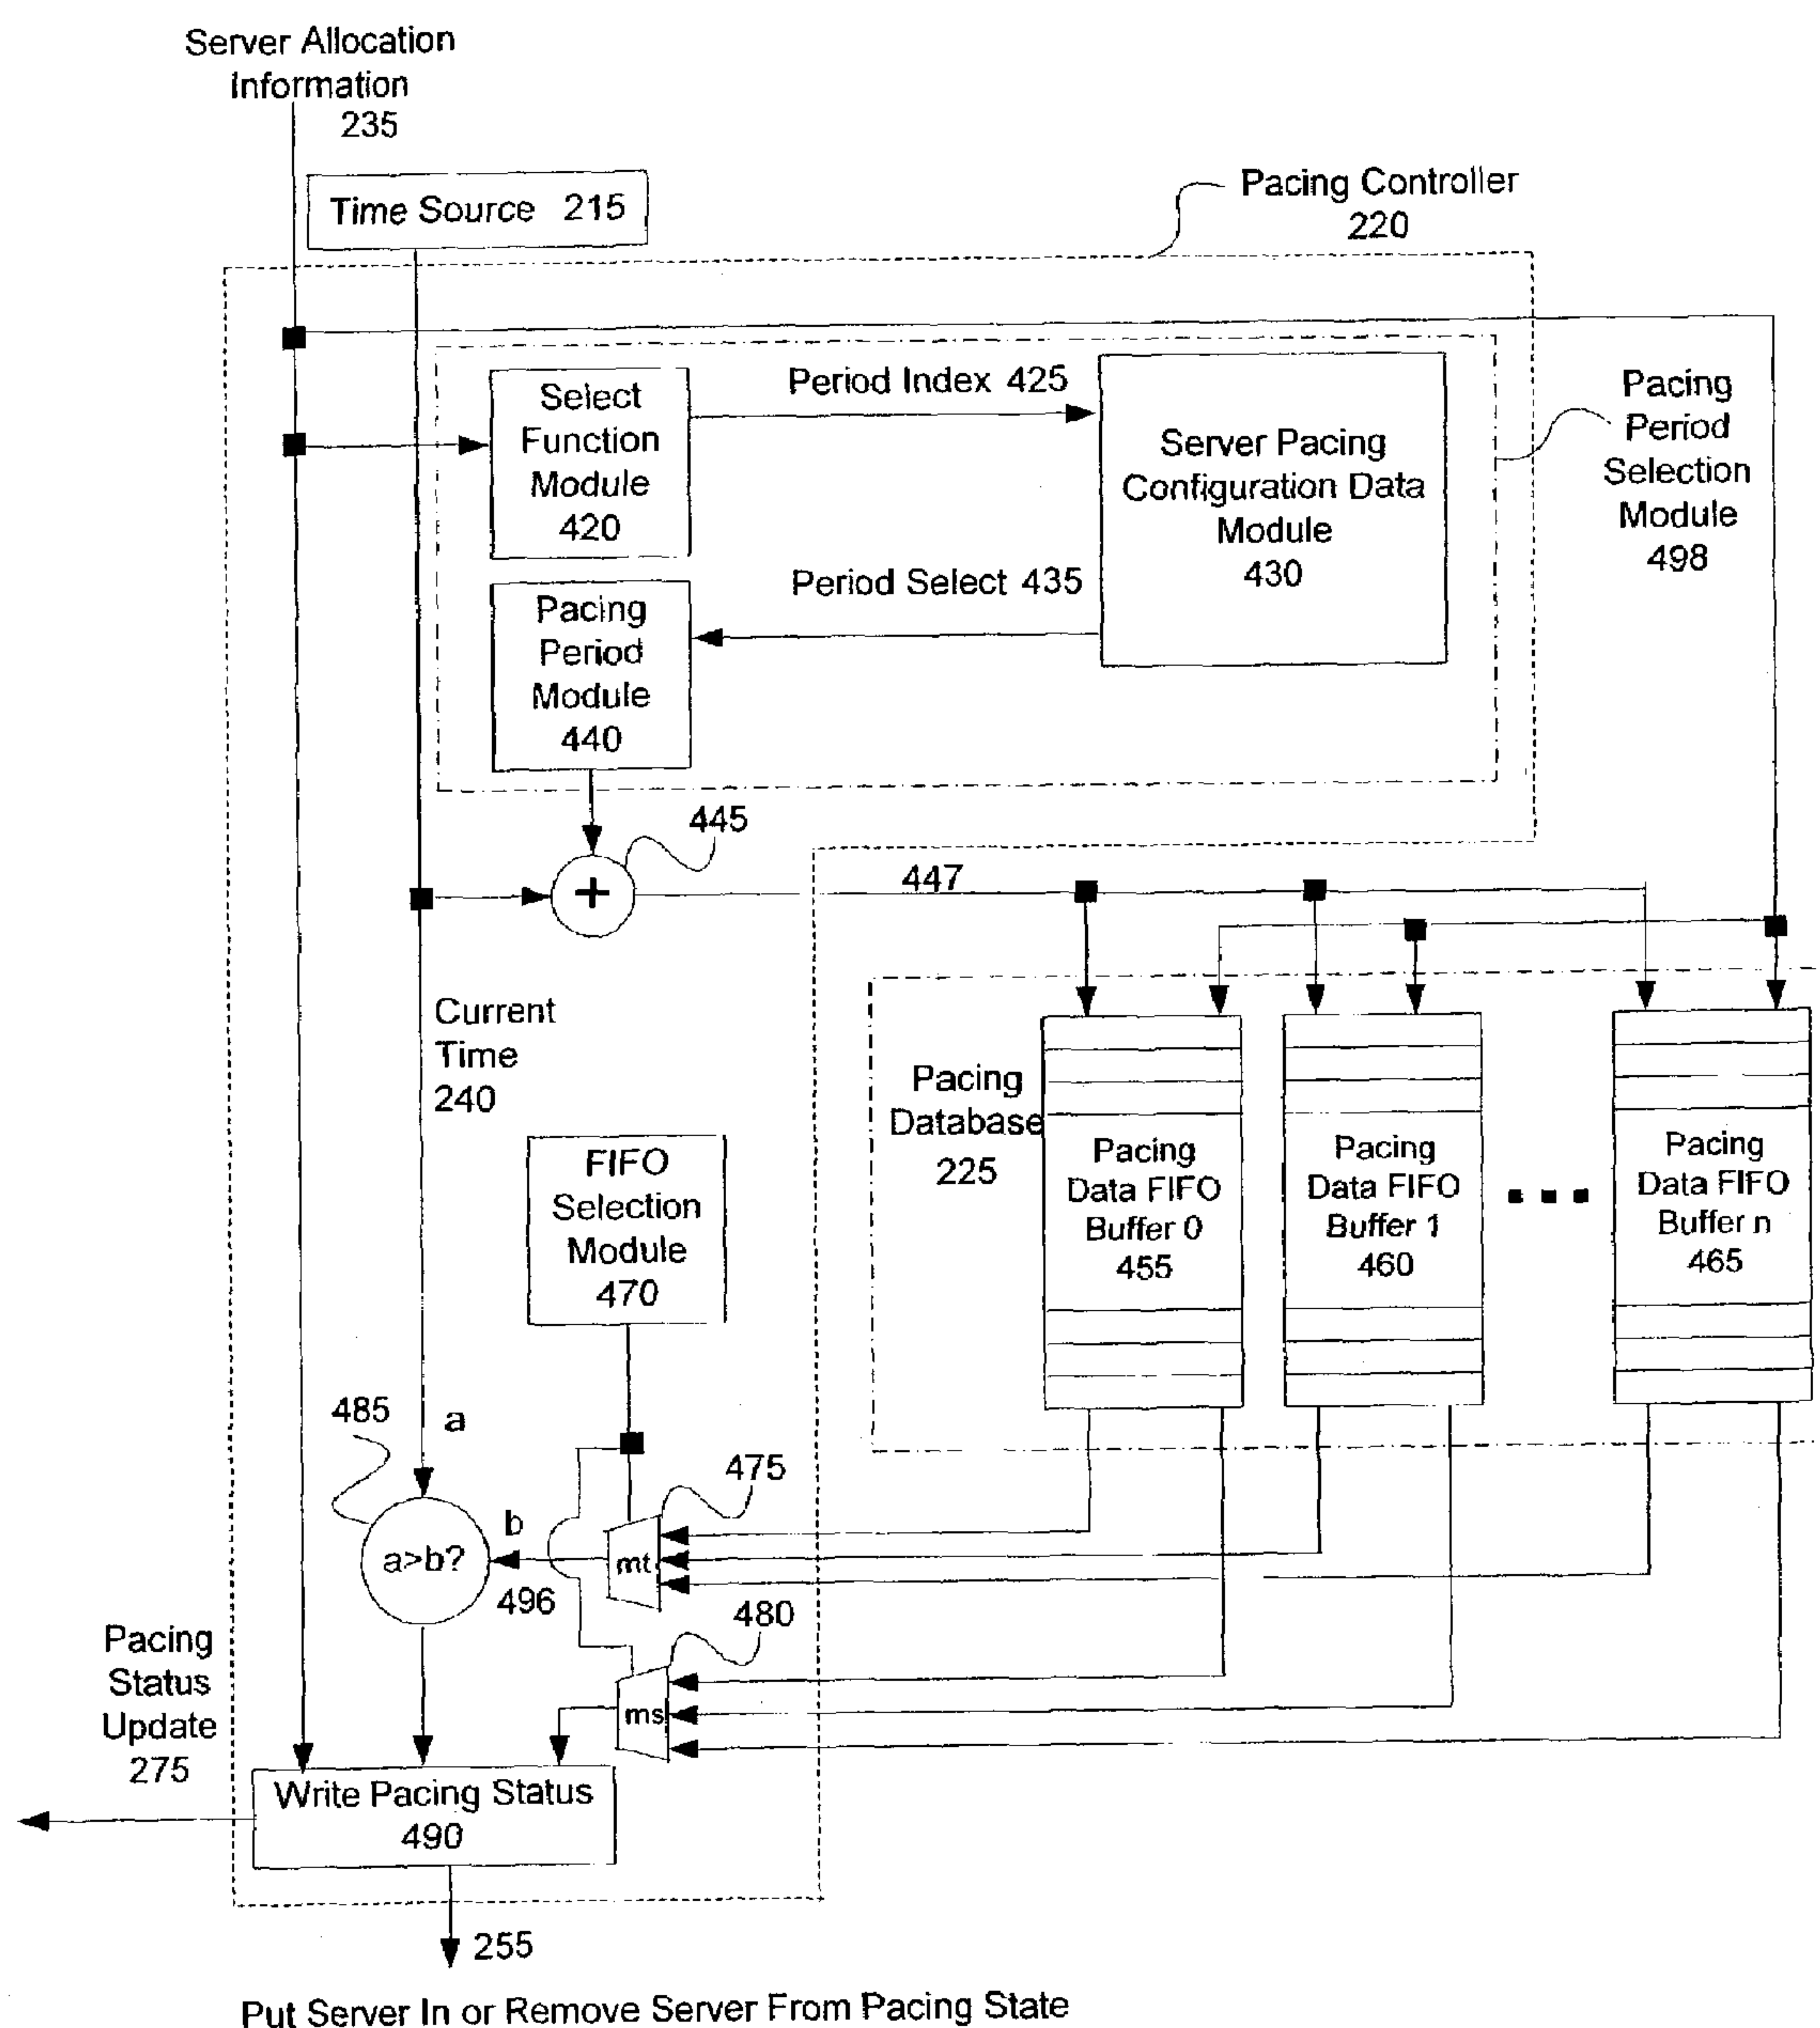 Server Allocation
Information
235
Time Source 215
Pacing Controller
220
Select
Function
Module
420
Period Index 425
Server Pacing
Configuration Data
Module
430
Pacing
Period
Selection
Module
498
Period Select 435
Pacing
Period
Module
440
445
+
447
Current
Time
240
Pacing
Database
225
Pacing
Data FIFO
Buffer 0
455
Pacing
Data FIFO
Buffer 1
460
Pacing
Data FIFO
Buffer n
465
FIFO
Selection
Module
470
485
a
475
b
a>b?
mt
496
480
ms
Pacing
Status
Update
275
Write Pacing Status
490
255
Put Server In or Remove Server From Pacing State